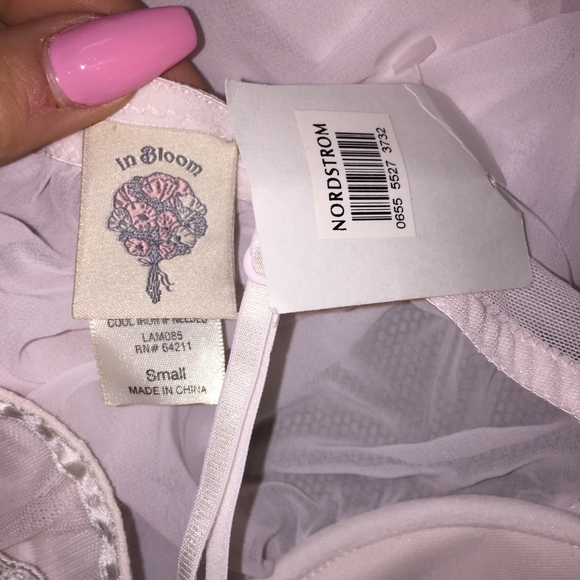 In Bloom
COOL IRON IF NEEDED
LAM085
RN# 64211
Small
MADE IN CHINA
NORDSTROM
0655 5527 3732